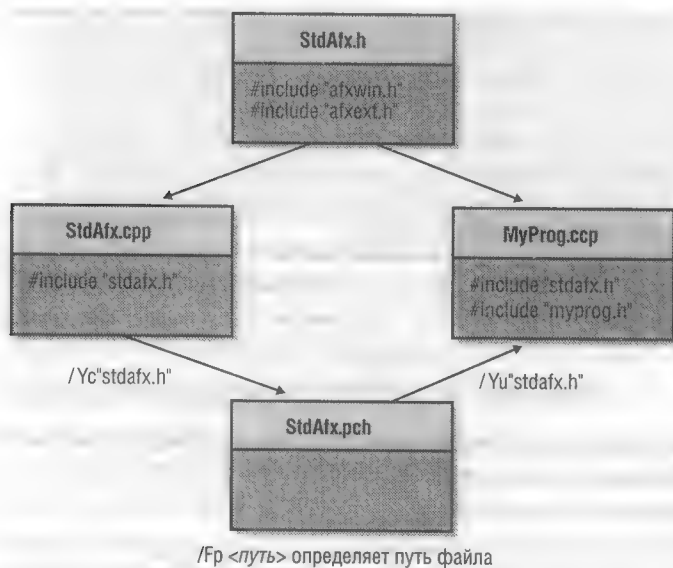 StdAfx.h
#include "afxwin.h"
#include "afxext.h"
StdAfx.cpp
#include "stdafx.h"
MyProg.ccp
#include "stdafx.h"
#include "myprog.h"
/Yc"stdafx.h"
/Yu"stdafx.h"
StdAfx.pch
/Fp <путь> определяет путь файла